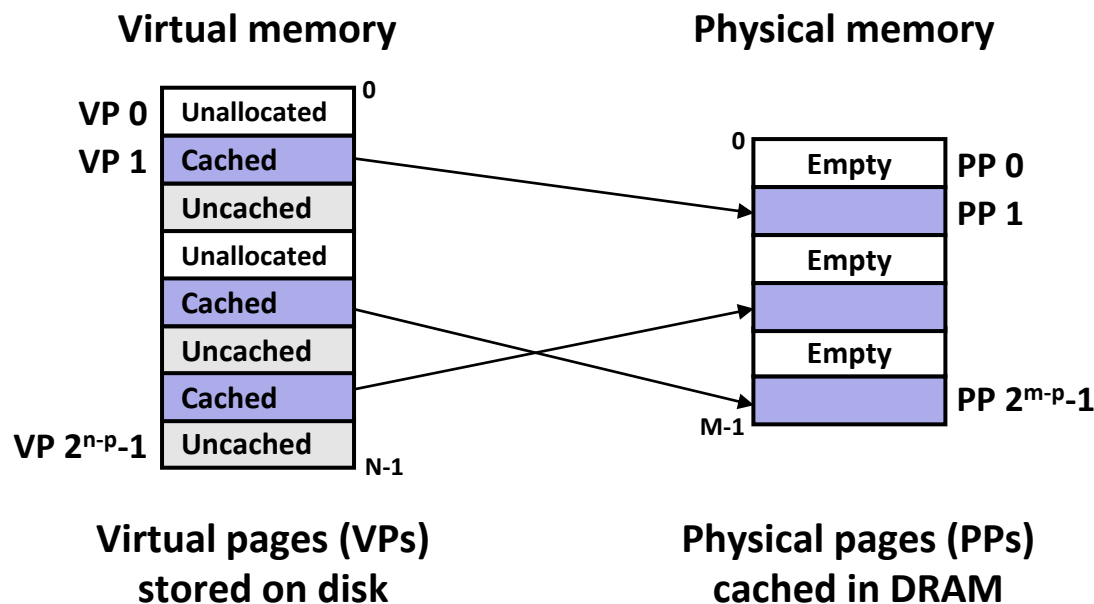 Virtual memory
Physical memory
0
VP 0
Unallocated
VP 1
Cached
Uncached
Unallocated
Cached
Uncached
Cached
VP 2^{n-p}-1
Uncached
N-1
0
Empty
PP 0
PP 1
Empty
Empty
PP 2^{m-p}-1
M-1
Virtual pages (VPs)
stored on disk
Physical pages (PPs)
cached in DRAM